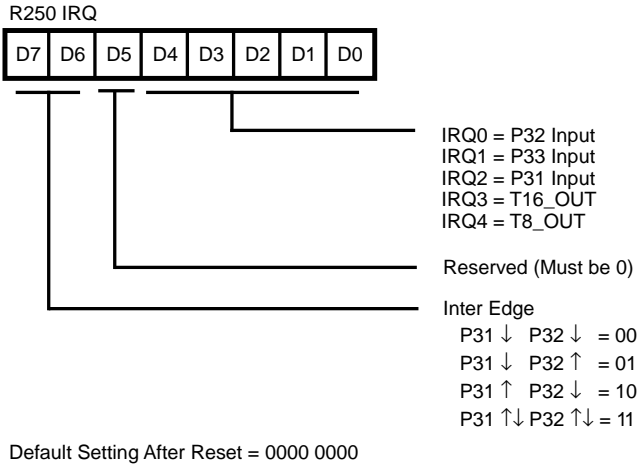 R250 IRQ
D7 D6 D5 D4 D3 D2 D1 D0
IRQ0 = P32 Input
IRQ1 = P33 Input
IRQ2 = P31 Input
IRQ3 = T16_OUT
IRQ4 = T8_OUT
Reserved (Must be 0)
Inter Edge
P31 ↓ P32 ↓ = 00
P31 ↓ P32 ↑ = 01
P31 ↑ P32 ↓ = 10
P31 ↑↓ P32 ↑↓ = 11
Default Setting After Reset = 0000 0000